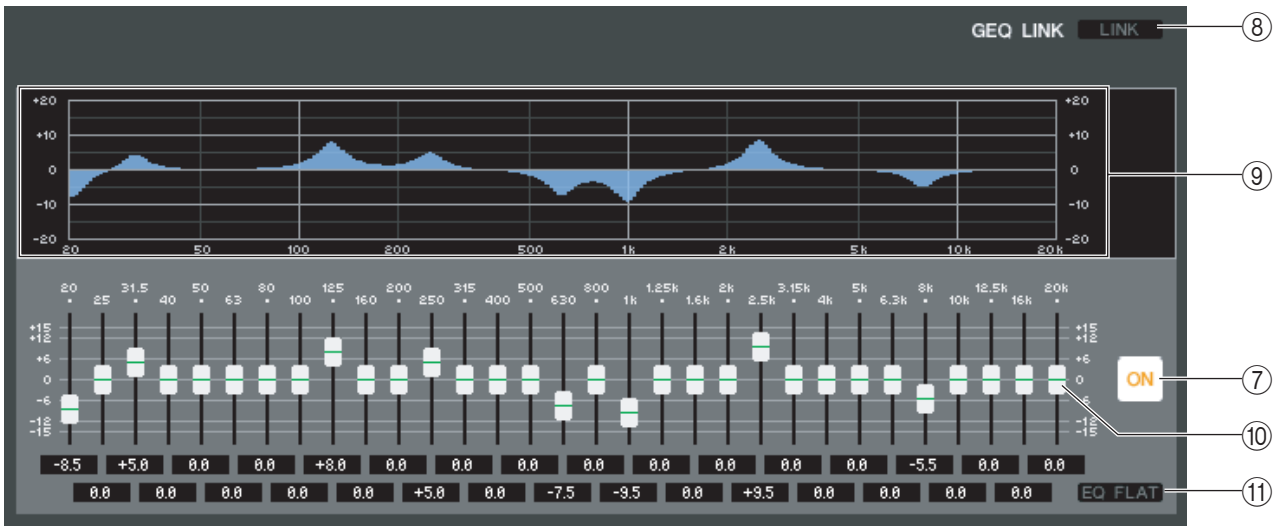 GEQ LINK LINK ⑧
+20 +20
+10 +10
0 0 ⑨
-10 -10
-20 -20
20 50 100 200 500 1k 2k 5k 10k 20k
20 31.5 50 80 125 200 315 500 800 1.25k 2k 3.15k 5k 8k 12.5k 20k
25 40 63 100 160 250 400 630 1k 1.6k 2.5k 4k 6.3k 10k 16k
+15 +15
+12 +12
+6 +6
0 0 ON ⑦
-6 -6
-12 -12
-15 -15 ⑩
-8.5 +5.0 0.0 0.0 +8.0 0.0 0.0 0.0 0.0 0.0 0.0 0.0 0.0 -5.5 0.0 0.0
0.0 0.0 0.0 0.0 0.0 +5.0 0.0 -7.5 -9.5 0.0 +9.5 0.0 0.0 0.0 0.0 EQ FLAT ⑪